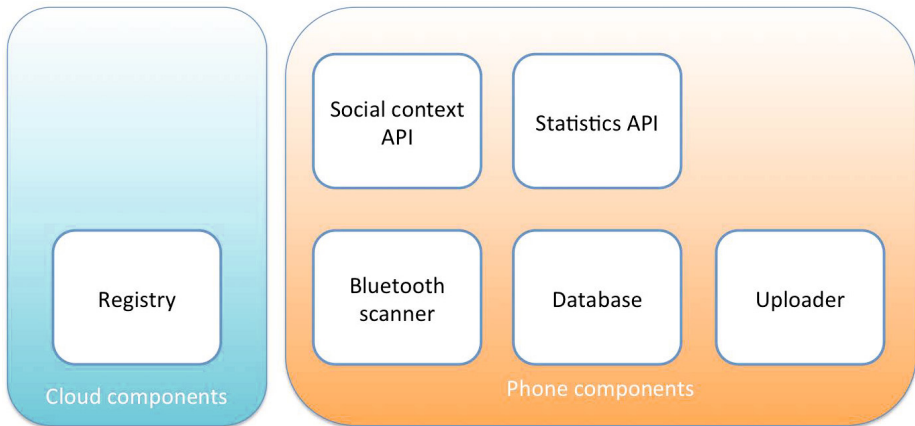 Social context
API
Statistics API
Registry
Bluetooth
scanner
Database
Uploader
Cloud components
Phone components